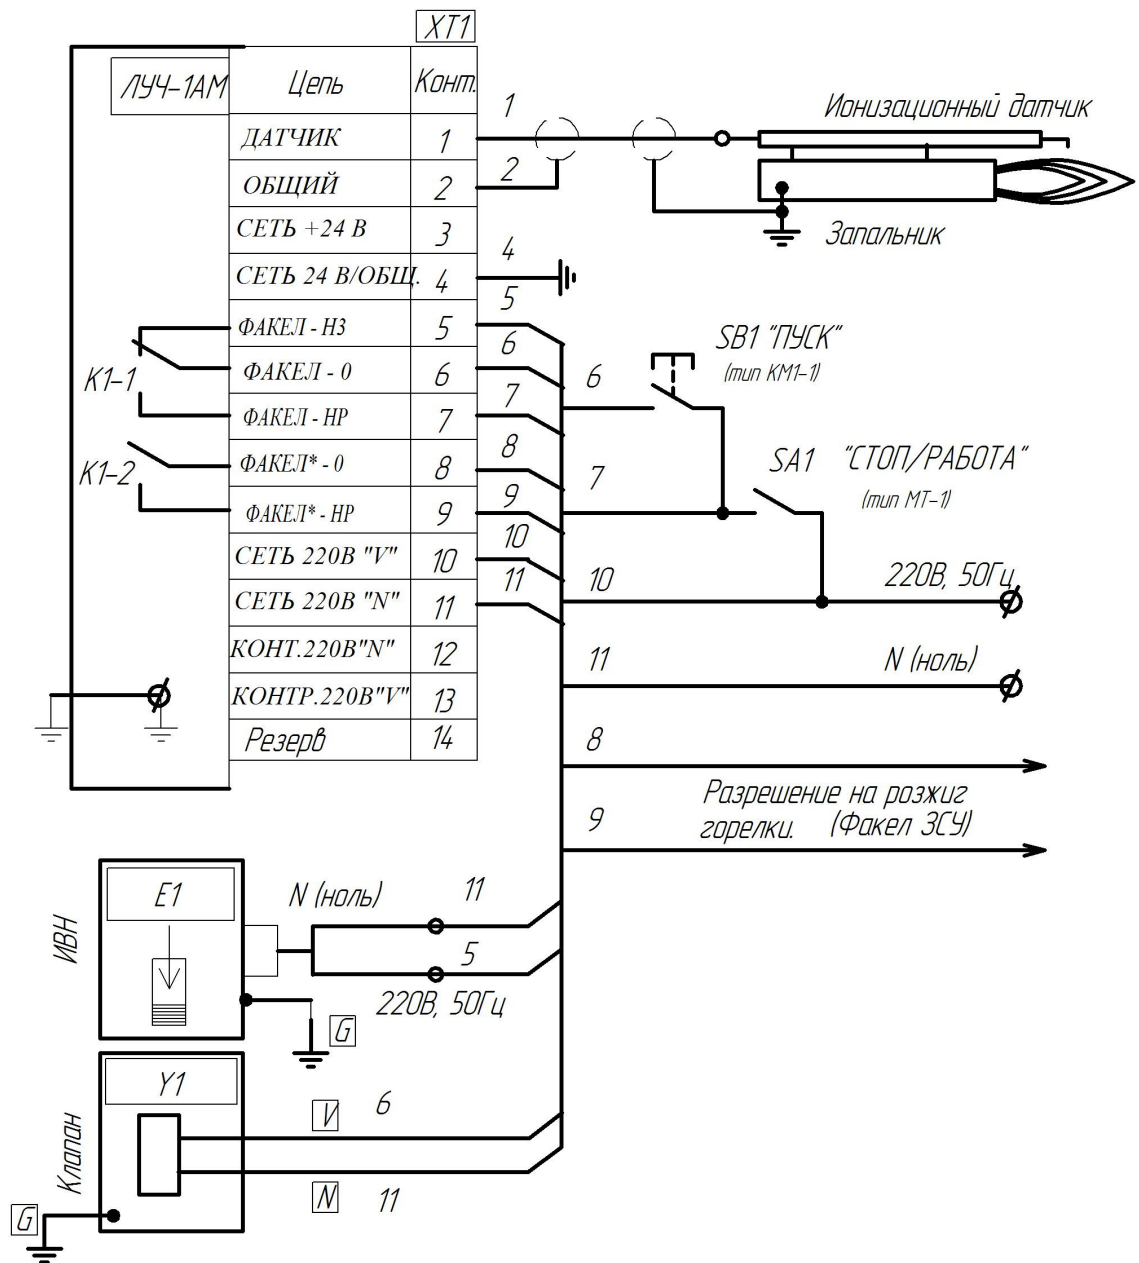 XT1
ЛУЧ-1АМ
Цепь
Конт.
ДАТЧИК
1
ОБЩИЙ
2
СЕТЬ +24 В
3
СЕТЬ 24 В/ОБЩ.
4
ФАКЕЛ - НЗ
5
ФАКЕЛ - 0
6
ФАКЕЛ - НР
7
ФАКЕЛ* - 0
8
ФАКЕЛ* - НР
9
СЕТЬ 220В "V"
10
СЕТЬ 220В "N"
11
КОНТ.220В"N"
12
КОНТР.220В"V"
13
Резерв
14
К1-1
К1-2
1
2
4
5
6
7
8
9
10
11
Ионизационный датчик
Запальник
SB1 "ПУСК"
(тип КМ1-1)
6
SA1 "СТОП/РАБОТА"
(тип МТ-1)
7
10
220В, 50Гц
11
N (ноль)
8
Разрешение на розжиг
горелки. (Факел ЗСУ)
9
ИВН
E1
N (ноль)
11
5
220В, 50Гц
G
Клапан
Y1
V
6
N
11
G